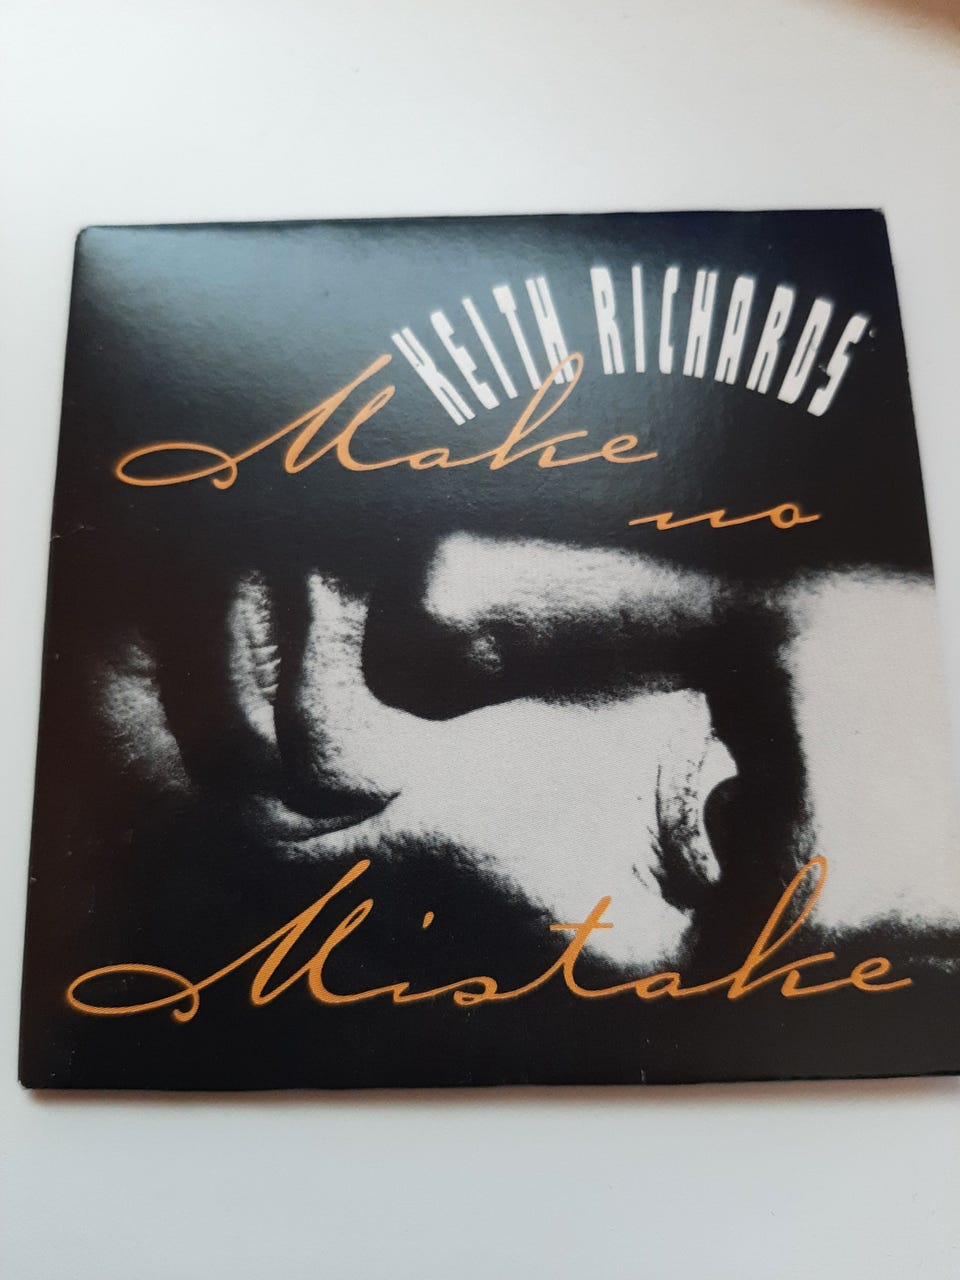 KEITH RICHARDS
Make
no
Mistake